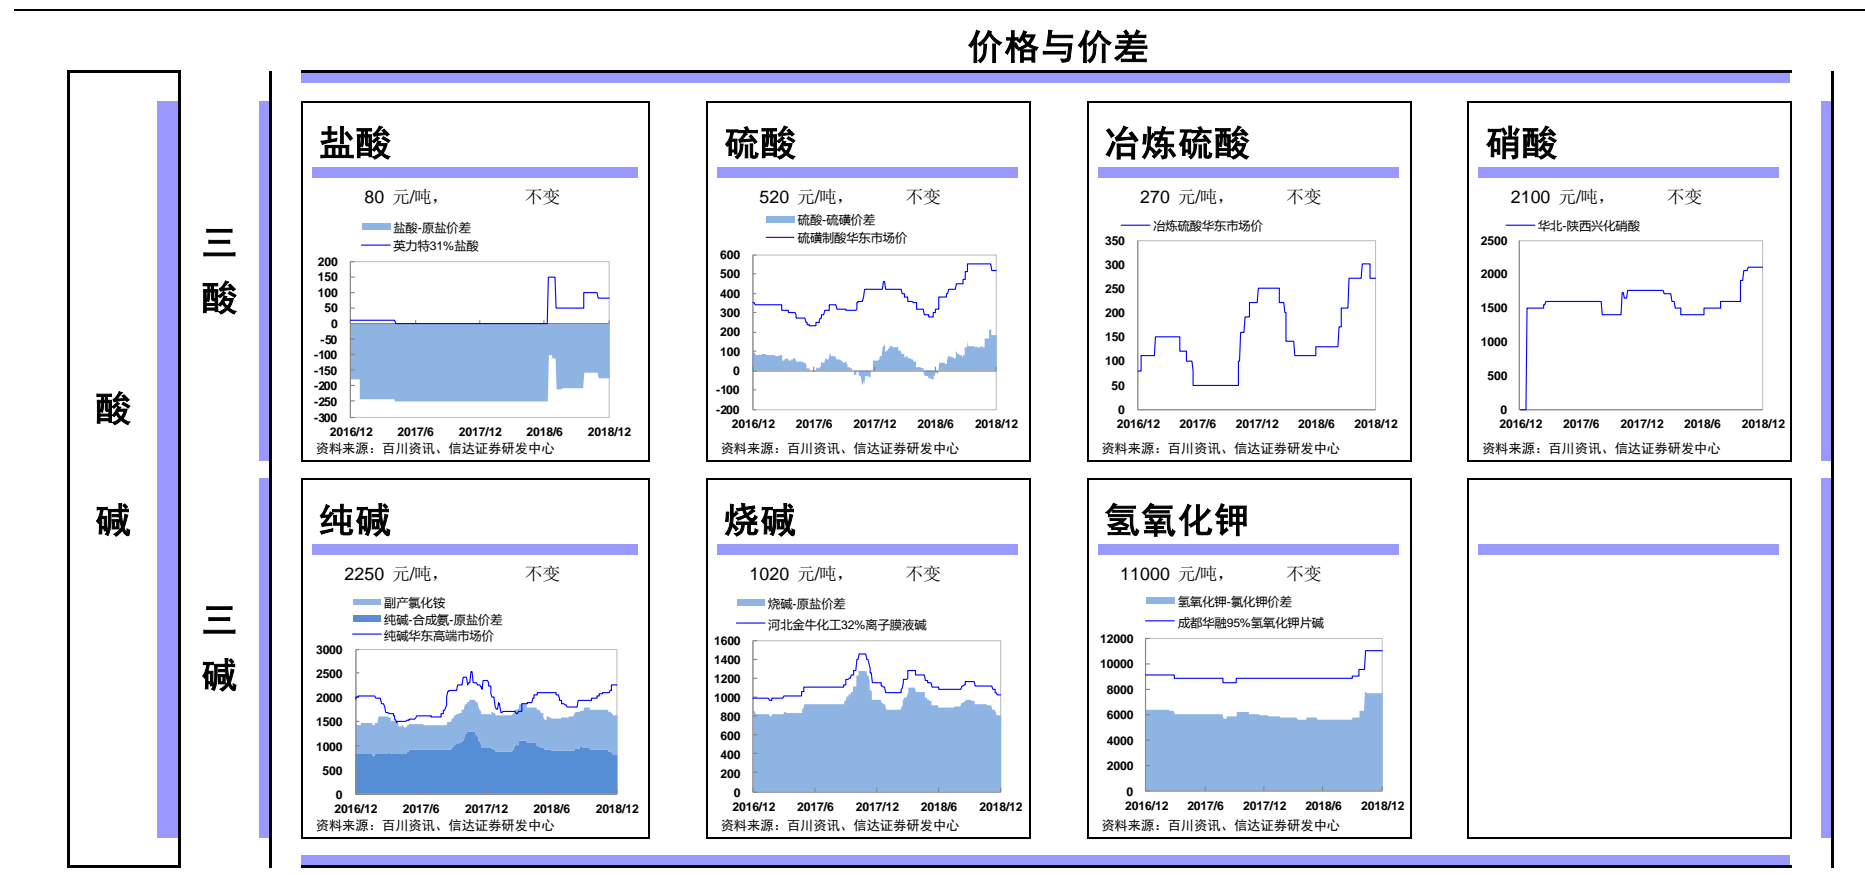 价格与价差
酸
碱
三
酸
三
碱
盐酸
80 元/吨， 不变
盐酸-原盐价差
英力特31%盐酸
200
150
100
50
0
-50
-100
-150
-200
-250
-300
2016/12 2017/6 2017/12 2018/6 2018/12
资料来源：百川资讯、信达证券研发中心
硫酸
520 元/吨， 不变
硫酸-硫磺价差
硫磺制酸华东市场价
600
500
400
300
200
100
0
-100
-200
2016/12 2017/6 2017/12 2018/6 2018/12
资料来源：百川资讯、信达证券研发中心
冶炼硫酸
270 元/吨， 不变
冶炼硫酸华东市场价
350
300
250
200
150
100
50
0
2016/12 2017/6 2017/12 2018/6 2018/12
资料来源：百川资讯、信达证券研发中心
硝酸
2100 元/吨， 不变
华北-陕西兴化硝酸
2500
2000
1500
1000
500
0
2016/12 2017/6 2017/12 2018/6 2018/12
资料来源：百川资讯、信达证券研发中心
纯碱
2250 元/吨， 不变
副产氯化铵
纯碱-合成氨-原盐价差
纯碱华东高端市场价
3000
2500
2000
1500
1000
500
0
2016/12 2017/6 2017/12 2018/6 2018/12
资料来源：百川资讯、信达证券研发中心
烧碱
1020 元/吨， 不变
烧碱-原盐价差
河北金牛化工32%离子膜液碱
1600
1400
1200
1000
800
600
400
200
0
2016/12 2017/6 2017/12 2018/6 2018/12
资料来源：百川资讯、信达证券研发中心
氢氧化钾
11000 元/吨， 不变
氢氧化钾-氯化钾价差
成都华融95%氢氧化钾片碱
12000
10000
8000
6000
4000
2000
0
2016/12 2017/6 2017/12 2018/6 2018/12
资料来源：百川资讯、信达证券研发中心